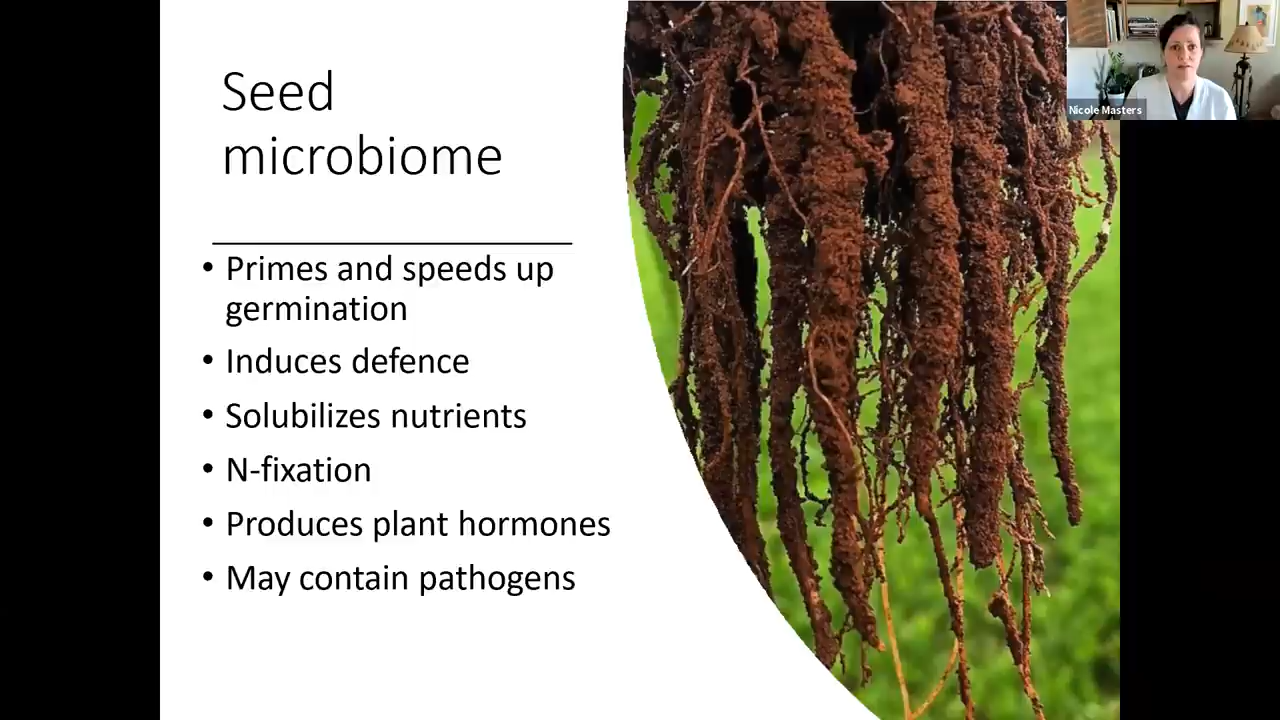 Seed
microbiome
• Primes and speeds up
germination
• Induces defence
• Solubilizes nutrients
• N-fixation
• Produces plant hormones
• May contain pathogens
Nicole Masters